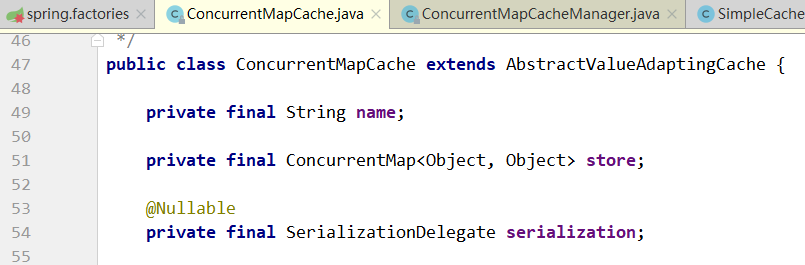 spring.factories ConcurrentMapCache.java ConcurrentMapCacheManager.java SimpleCache
46 */
47 public class ConcurrentMapCache extends AbstractValueAdaptingCache {
48
49 private final String name;
50
51 private final ConcurrentMap<Object, Object> store;
52
53 @Nullable
54 private final SerializationDelegate serialization;
55